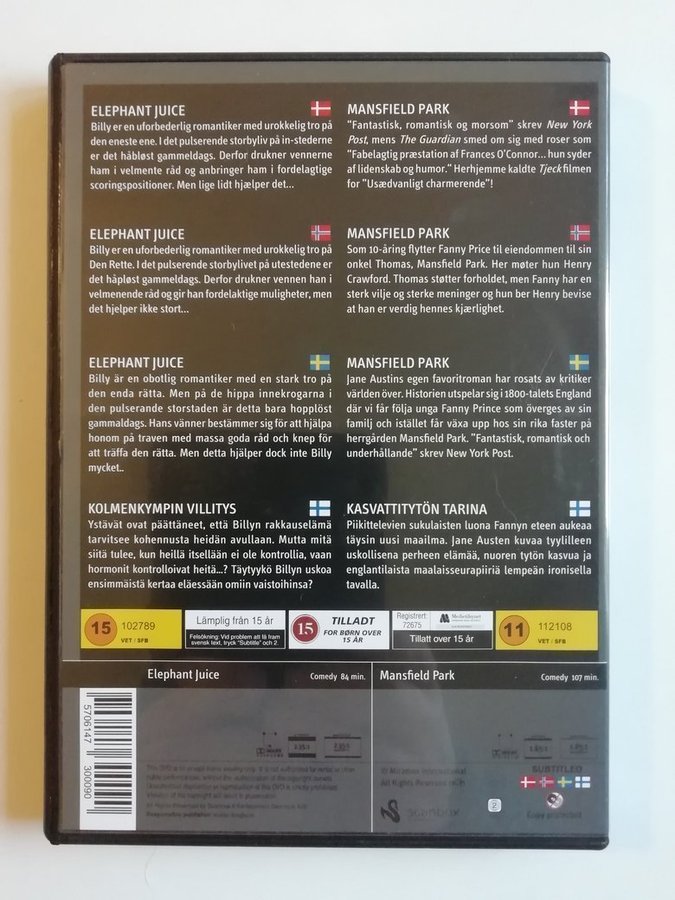 ELEPHANT JUICE
Billy er en uforbederlig romantiker med urokkelig tro på
den eneste ene. I det pulserende storbyliv på in-stederne
er det håbløst gammeldags. Derfor drukner vennerne
ham i velmente råd og anbringer ham i fordelagtige
scoringspositioner. Men lige lidt hjælper det...
MANSFIELD PARK
"Fantastisk, romantisk og morsom" skrev New York
Post, mens The Guardian smed om sig med roser som
"Fabelagtig præstation af Frances O'Connor... hun syder
af lidenskab og humor." Herhjemme kaldte Tjeck filmen
for "Usædvanligt charmerende"!
ELEPHANT JUICE
Billy er en uforbederlig romantiker med urokkelig tro på
Den Rette. I det pulserende storbylivet på utestedene er
det håpløst gammeldags. Derfor drukner vennen han i
velmenende råd og gir han fordelaktige muligheter, men
det hjelper ikke stort...
MANSFIELD PARK
Som 10-åring flytter Fanny Price til eiendommen til sin
onkel Thomas, Mansfield Park. Her møter hun Henry
Crawford. Thomas støtter forholdet, men Fanny har en
sterk vilje og sterke meninger og hun ber Henry bevise
at han er verdig hennes kjærlighet.
ELEPHANT JUICE
Billy är en obotlig romantiker med en stark tro på
den enda rätta. Men på de hippa innekrogarna i
den pulserande storstaden är detta bara hopplöst
gammaldags. Hans vänner bestämmer sig för att hjälpa
honom på traven med massa goda råd och knep för
att träffa den rätta. Men detta hjälper dock inte Billy
mycket..
MANSFIELD PARK
Jane Austins egen favoritroman har rosats av kritiker
världen över. Historien utspelar sig i 1800-talets England
där vi får följa unga Fanny Prince som överges av sin
familj och istället får växa upp hos sin rika faster på
herrgården Mansfield Park. "Fantastisk, romantisk och
underhållande" skrev New York Post.
KOLMENKYMPIN VILLITYS
Ystävät ovat päättäneet, että Billyn rakkauselämä
tarvitsee kohennusta heidän avullaan. Mutta mitä
siitä tulee, kun heillä itsellään ei ole kontrollia, vaan
hormonit kontrolloivat heitä...? Täytyykö Billyn uskoa
ensimmäistä kertaa eläessään omiin vaistoihinsa?
KASVATTITYTÖN TARINA
Piikittelevien sukulaisten luona Fannyn eteen aukeaa
täysin uusi maailma. Jane Austen kuvaa tyylilleen
uskollisena perheen elämää, nuoren tytön kasvua ja
englantilaista maalaisseurapiiriä lempeän ironisella
tavalla.
15 102789
VET / SFB
Lämplig från 15 år
Felsökning: Vid problem att få fram
svensk text, tryck "Subtitle" och 2.
15 TILLADT
FOR BØRN OVER
15 ÅR
Registrert:
72675
Medietilsynet
Tillatt over 15 år
11 112108
VET / SFB
Elephant Juice Comedy 84 min.
Mansfield Park Comedy 107 min.
5706147 300090
SUBTITLED
2
scanbox
Copy protected